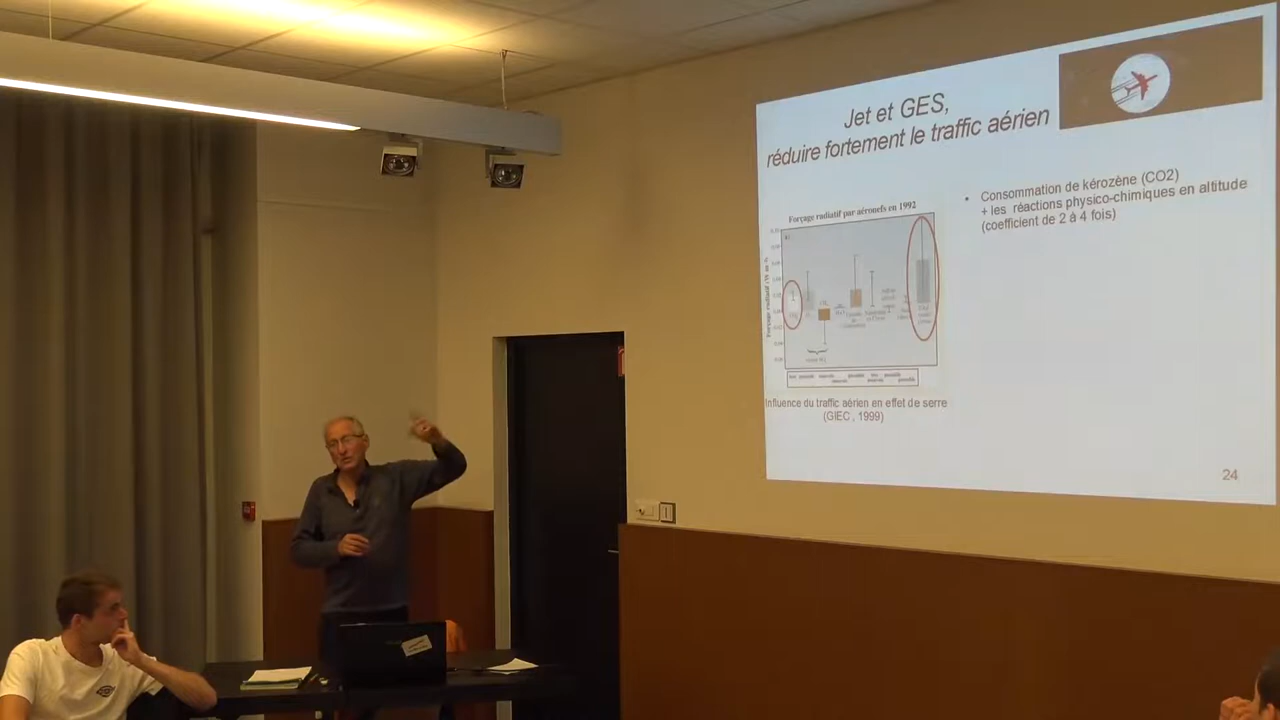 Jet et GES,
réduire fortement le traffic aérien
• Consommation de kérozène (CO2)
+ les réactions physico-chimiques en altitude
(coefficient de 2 à 4 fois)
Forçage radiatif par aéronefs en 1992
Influence du traffic aérien en effet de serre
(GIEC, 1999)
24